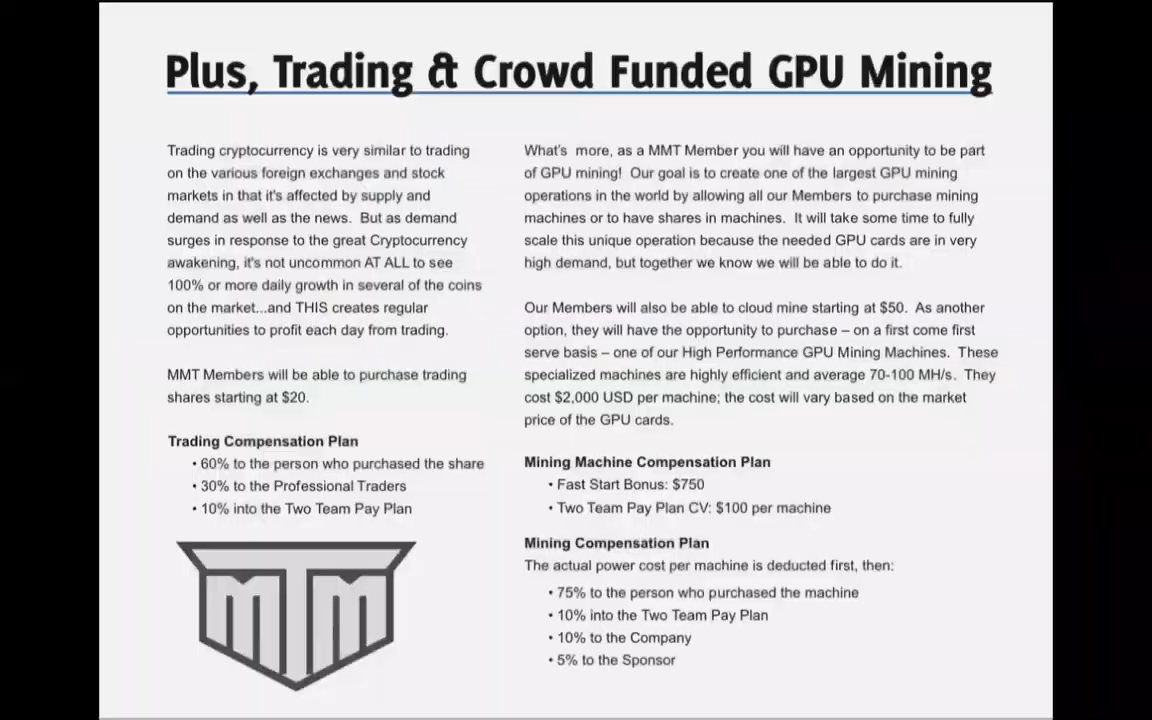 Plus, Trading & Crowd Funded GPU Mining
Trading cryptocurrency is very similar to trading
on the various foreign exchanges and stock
markets in that it's affected by supply and
demand as well as the news.  But as demand
surges in response to the great Cryptocurrency
awakening, it's not uncommon AT ALL to see
100% or more daily growth in several of the coins
on the market...and THIS creates regular
opportunities to profit each day from trading.
MMT Members will be able to purchase trading
shares starting at $20.
Trading Compensation Plan
• 60% to the person who purchased the share
• 30% to the Professional Traders
• 10% into the Two Team Pay Plan
MTM
What's  more, as a MMT Member you will have an opportunity to be part
of GPU mining!  Our goal is to create one of the largest GPU mining
operations in the world by allowing all our Members to purchase mining
machines or to have shares in machines.  It will take some time to fully
scale this unique operation because the needed GPU cards are in very
high demand, but together we know we will be able to do it.
Our Members will also be able to cloud mine starting at $50.  As another
option, they will have the opportunity to purchase – on a first come first
serve basis – one of our High Performance GPU Mining Machines.  These
specialized machines are highly efficient and average 70-100 MH/s.  They
cost $2,000 USD per machine; the cost will vary based on the market
price of the GPU cards.
Mining Machine Compensation Plan
• Fast Start Bonus: $750
• Two Team Pay Plan CV: $100 per machine
Mining Compensation Plan
The actual power cost per machine is deducted first, then:
• 75% to the person who purchased the machine
• 10% into the Two Team Pay Plan
• 10% to the Company
• 5% to the Sponsor